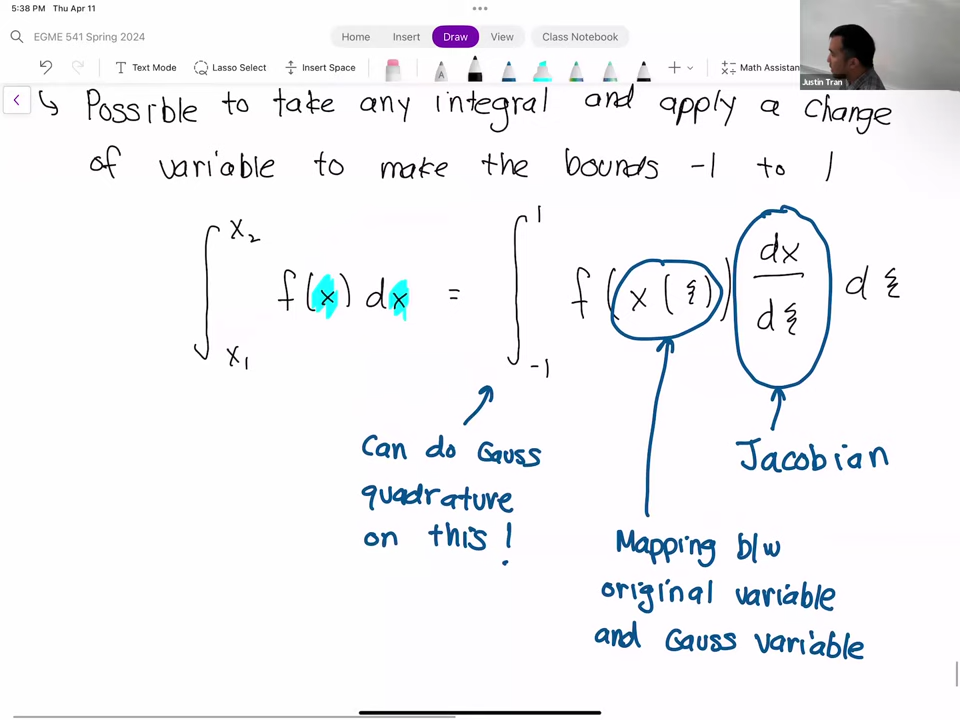 5:38 PM Thu Apr 11
EGME 541 Spring 2024
Home Insert Draw View Class Notebook
Text Mode Lasso Select Insert Space Math Assistan
Justin Tran
↳ Possible to take any integral and apply a change
of variable to make the bounds -1 to 1
∫_{x₁}^{x₂} f(x) dx = ∫_{-1}^{1} f(x(ξ)) dx/dξ dξ
Can do Gauss
quadrature
on this!
Jacobian
Mapping b/w
original variable
and Gauss variable